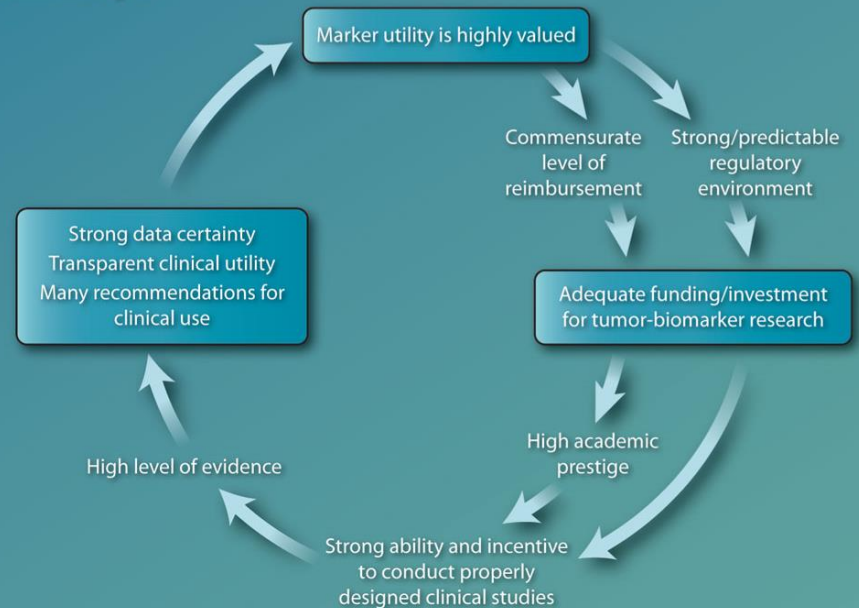 Marker utility is highly valued
Commensurate
level of
reimbursement
Strong/predictable
regulatory
environment
Adequate funding/investment
for tumor-biomarker research
High academic
prestige
Strong ability and incentive
to conduct properly
designed clinical studies
High level of evidence
Strong data certainty
Transparent clinical utility
Many recommendations for
clinical use